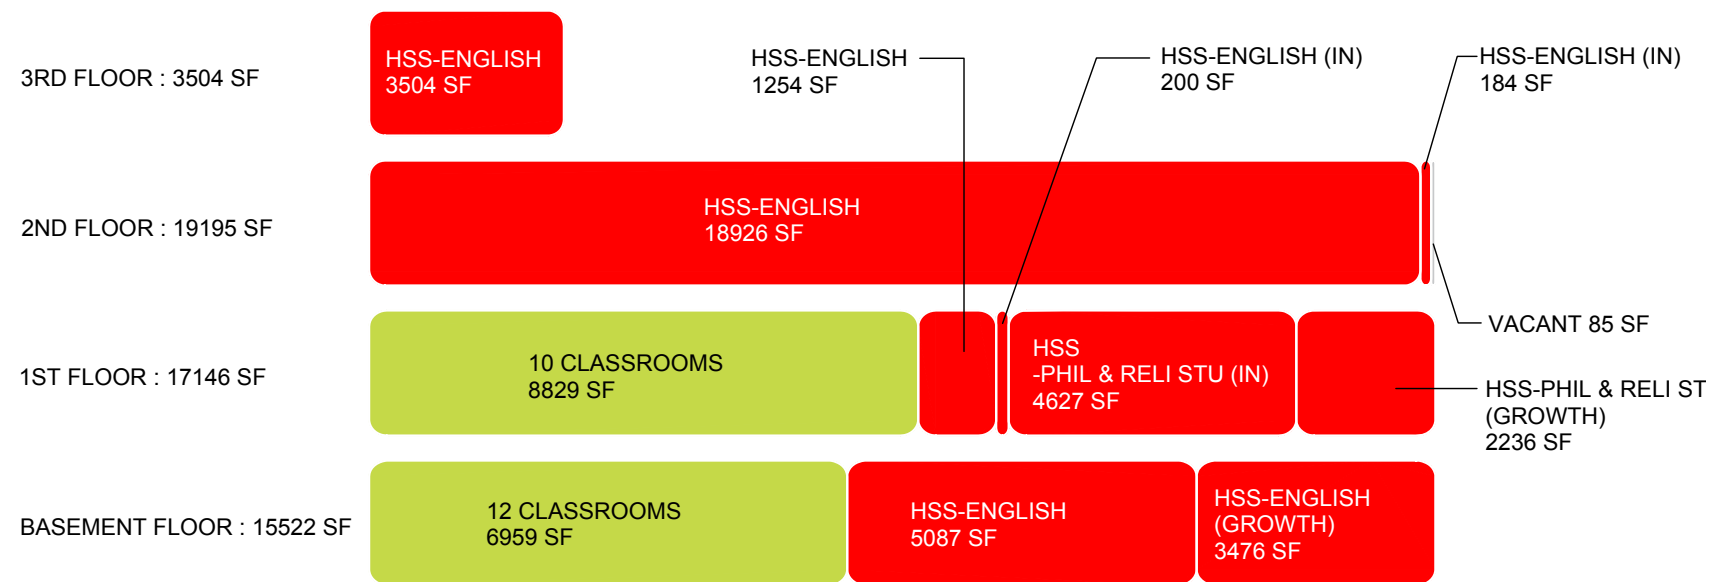 3RD FLOOR : 3504 SF
HSS-ENGLISH
3504 SF
HSS-ENGLISH
1254 SF
HSS-ENGLISH (IN)
200 SF
HSS-ENGLISH (IN)
184 SF
2ND FLOOR : 19195 SF
HSS-ENGLISH
18926 SF
VACANT 85 SF
1ST FLOOR : 17146 SF
10 CLASSROOMS
8829 SF
HSS
-PHIL & RELI STU (IN)
4627 SF
HSS-PHIL & RELI ST
(GROWTH)
2236 SF
BASEMENT FLOOR : 15522 SF
12 CLASSROOMS
6959 SF
HSS-ENGLISH
5087 SF
HSS-ENGLISH
(GROWTH)
3476 SF